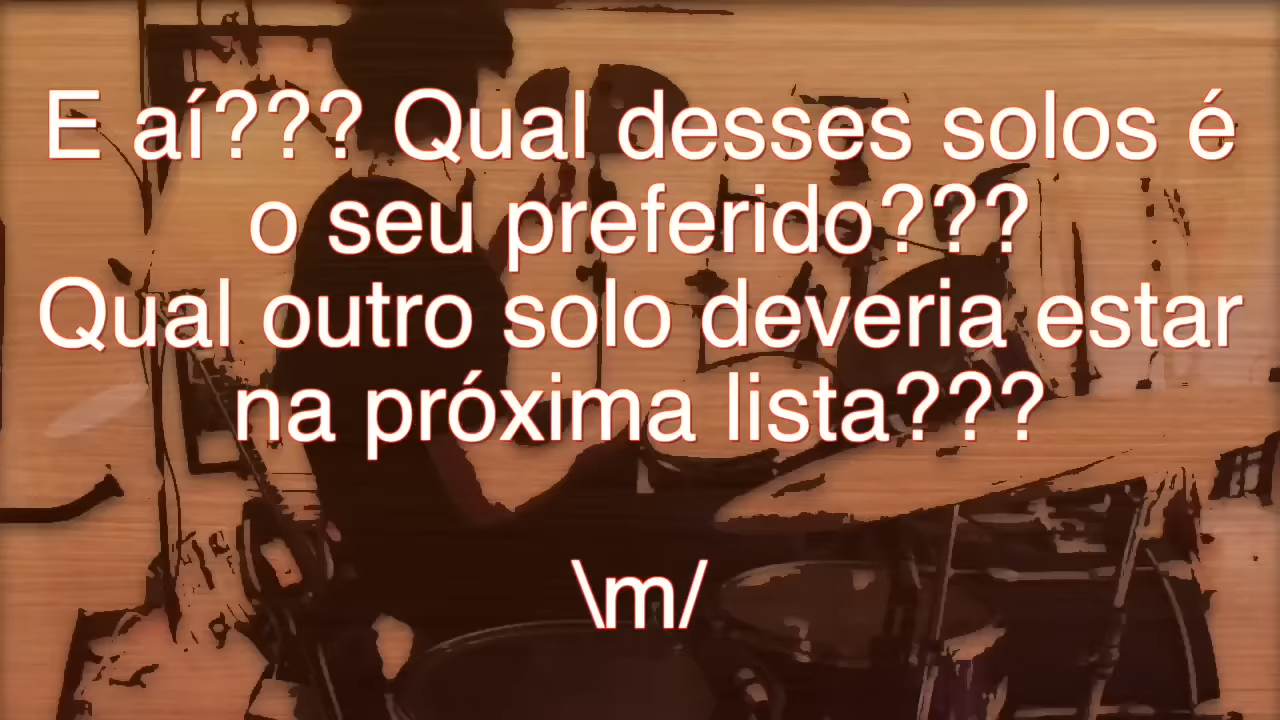 E aí??? Qual desses solos é
o seu preferido???
Qual outro solo deveria estar
na próxima lista???
\m/